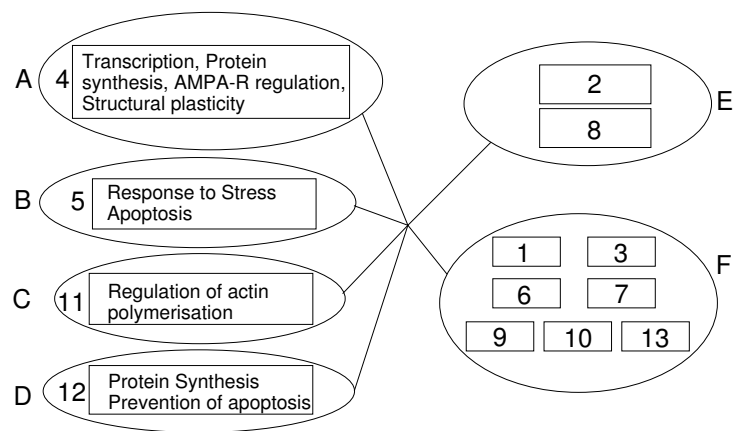 A
4
Transcription, Protein
synthesis, AMPA-R regulation,
Structural plasticity
B
5
Response to Stress
Apoptosis
C
11
Regulation of actin
polymerisation
D
12
Protein Synthesis
Prevention of apoptosis
E
2
8
F
1 3
6 7
9 10 13